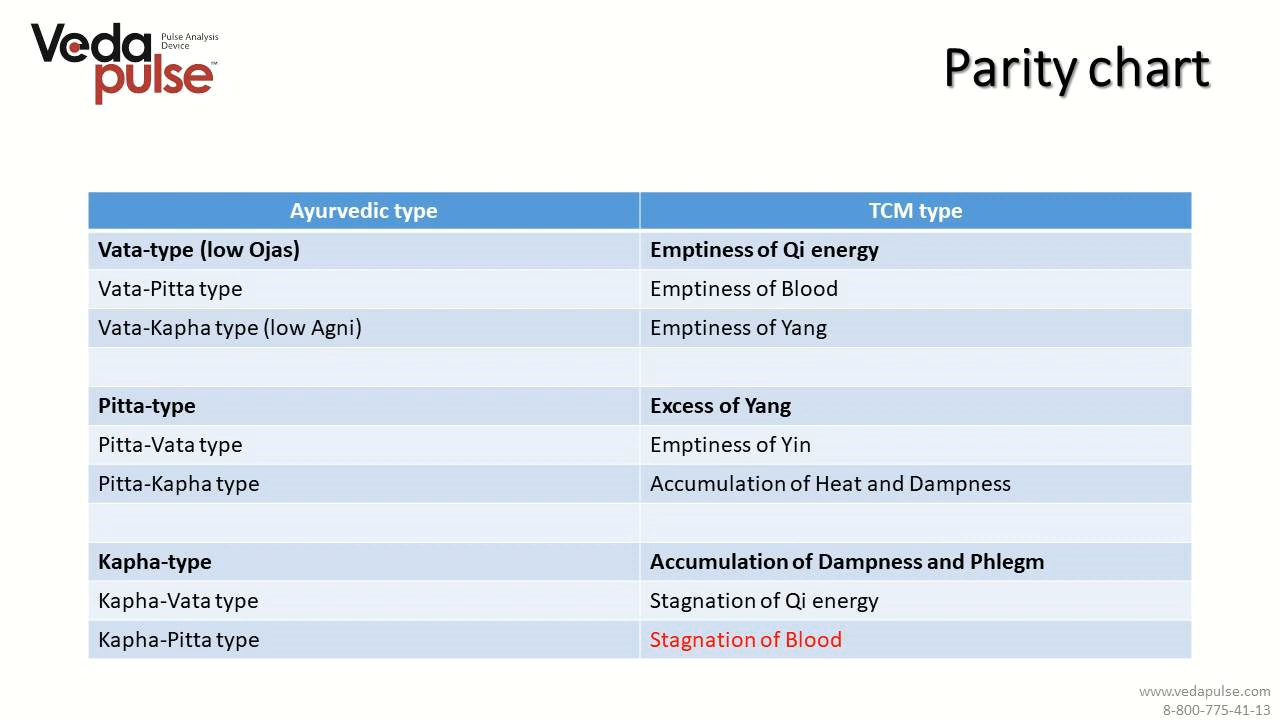 Veda
pulse™
Pulse Analysis
Device
Parity chart
Ayurvedic type TCM type
Vata-type (low Ojas) Emptiness of Qi energy
Vata-Pitta type Emptiness of Blood
Vata-Kapha type (low Agni) Emptiness of Yang
Pitta-type Excess of Yang
Pitta-Vata type Emptiness of Yin
Pitta-Kapha type Accumulation of Heat and Dampness
Kapha-type Accumulation of Dampness and Phlegm
Kapha-Vata type Stagnation of Qi energy
Kapha-Pitta type Stagnation of Blood
www.vedapulse.com
8-800-775-41-13